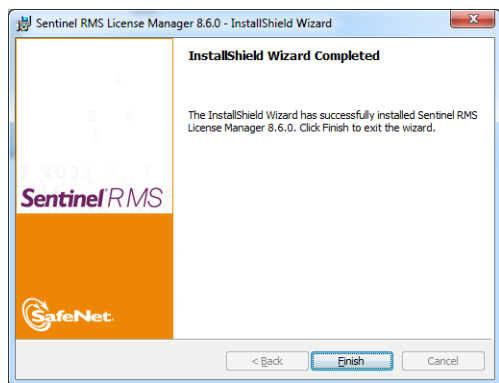 Sentinel RMS License Manager 8.6.0 - InstallShield Wizard
InstallShield Wizard Completed
The InstallShield Wizard has successfully installed Sentinel RMS
License Manager 8.6.0. Click Finish to exit the wizard.
Sentinel RMS
SafeNet.
< Back
Finish
Cancel